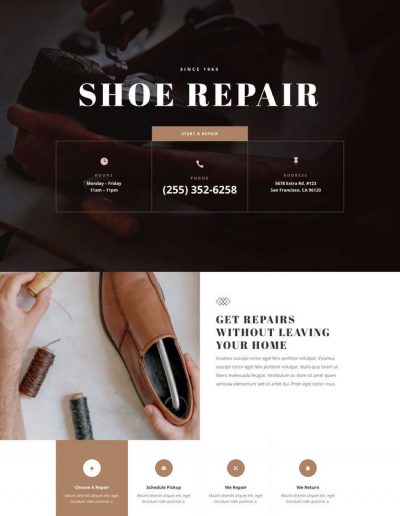 SINCE 1963
SHOE REPAIR
START A REPAIR
HOURS
Monday - Friday
11am - 11pm
PHONE
(255) 352-6258
ADDRESS
5678 Extra Rd. #123
San Francisco, CA 96120
GET REPAIRS
WITHOUT LEAVING
YOUR HOME
Vivamus suscipit tortor eget felis porttitor volutpat. Vivamus
suscipit tortor eget felis porttitor volutpat. Nulla quis lorem ut
libero malesuada feugiat. Vestibulum ac diam sit amet quam
vehicula elementum sed sit amet dui. Proin eget tortor risus.
Choose A Repair
Mauris blandit aliquet elit, eget
tincidunt nibh pulvinar a.
Schedule Pickup
Mauris blandit aliquet elit, eget
tincidunt nibh pulvinar a.
We Repair
Mauris blandit aliquet elit, eget
tincidunt nibh pulvinar a.
We Return
Mauris blandit aliquet elit, eget
tincidunt nibh pulvinar a.